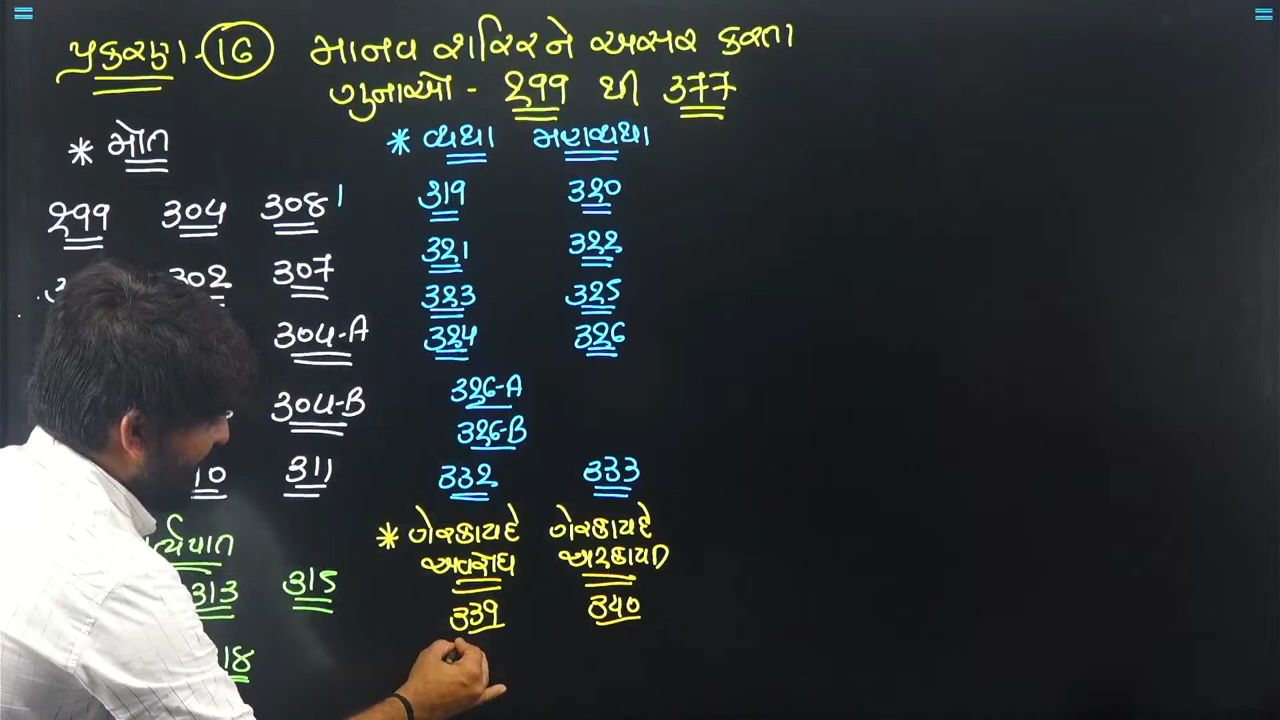 પ્રકરણ - 16 માનવ શરિરને અસર કરતા
ગુનાઓ - 299 થી 377
* મોત
299 304 308
302 307
304-A
304-B
10 311
313 315
* વ્યથા મહાવ્યથા
319 320
321 322
323 325
324 326
326-A
326-B
332 333
* ગેરકાયદે ગેરકાયદે
અવરોધ અટકાયત
339 340